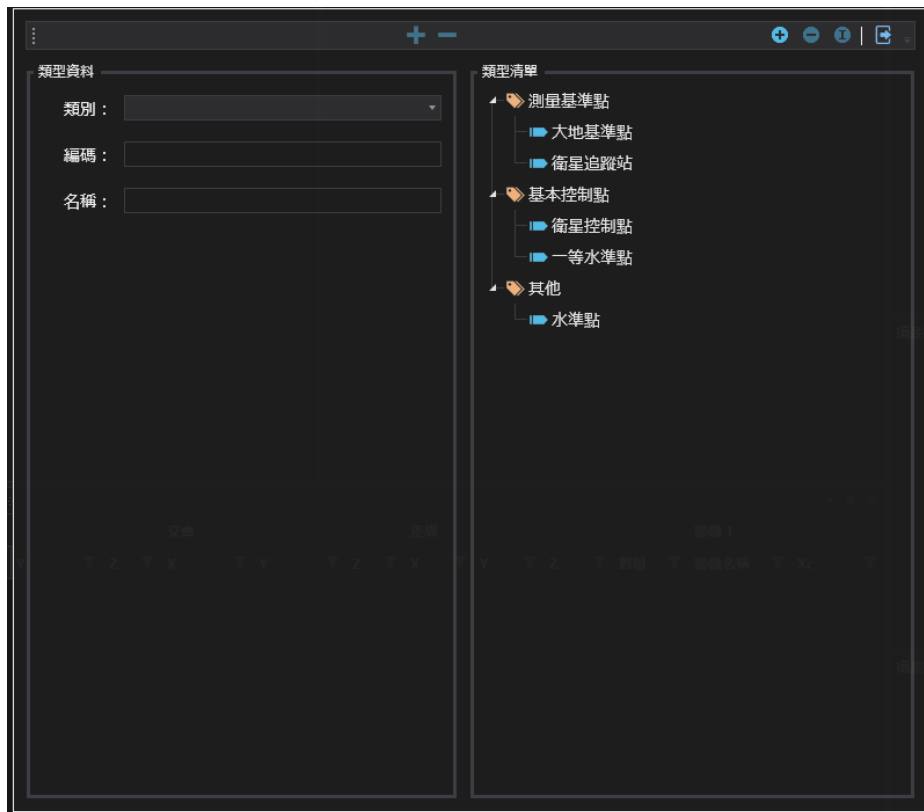 類型資料
類別：
編碼：
名稱：
類型清單
測量基準點
大地基準點
衛星追蹤站
基本控制點
衛星控制點
一等水準點
其他
水準點
Y Z X Y Z X Y Z Xc